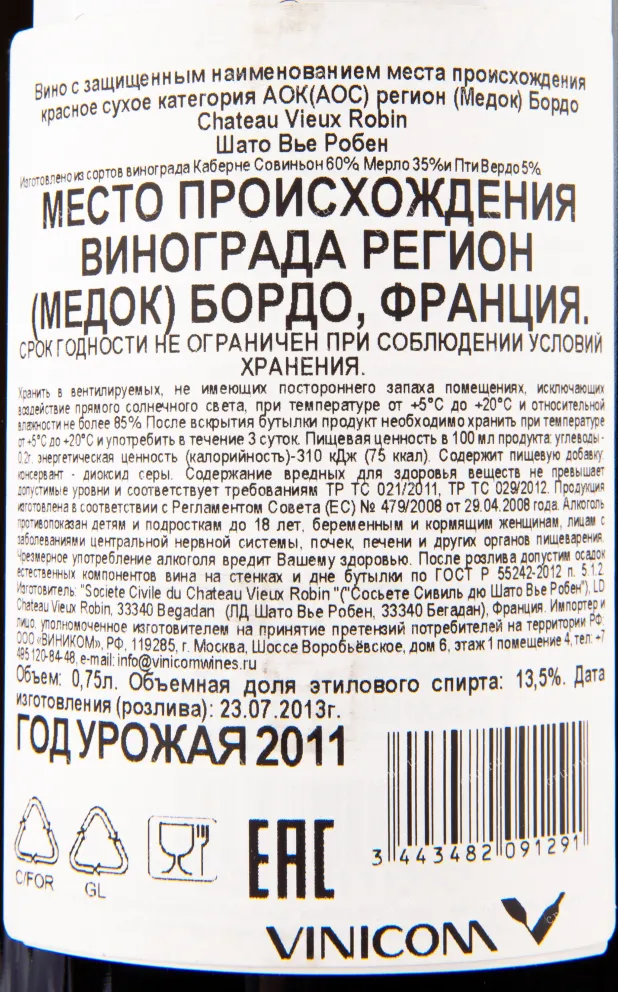 Вино с защищенным наименованием места происхождения
красное сухое категория АОК(АОС) регион (Медок) Бордо
Chateau Vieux Robin
Шато Вье Робен
Изготовлено из сортов винограда Каберне Совиньон 60%, Мерло 35%и Пти Вердо 5%
МЕСТО ПРОИСХОЖДЕНИЯ
ВИНОГРАДА РЕГИОН
(МЕДОК) БОРДО, ФРАНЦИЯ.
СРОК ГОДНОСТИ НЕ ОГРАНИЧЕН ПРИ СОБЛЮДЕНИИ УСЛОВИЙ
ХРАНЕНИЯ.
Хранить в вентилируемых, не имеющих постороннего запаха помещениях, исключающих
воздействие прямого солнечного света, при температуре от +5°С до +20°С и относительной
влажности не более 85% После вскрытия бутылки продукт необходимо хранить при температуре
от +5°С до +20°С и употребить в течение 3 суток. Пищевая ценность в 100 мл продукта: углеводы-
0,2г. энергетическая ценность (калорийность)-310 кДж (75 ккал). Содержит пищевую добавку
консервант - диоксид серы. Содержание вредных для здоровья веществ не превышает
допустимые уровни и соответствует требованиям ТР ТС 021/2011, ТР ТС 029/2012. Продукция
изготовлена в соответствии с Регламентом Совета (ЕС) № 479/2008 от 29.04.2008 года. Алкоголь
противопоказан детям и подросткам до 18 лет, беременным и кормящим женщинам, лицам с
заболеваниями центральной нервной системы, почек, печени и других органов пищеварения.
Чрезмерное употребление алкоголя вредит Вашему здоровью. После розлива допустим осадок
естественных компонентов вина на стенках и дне бутылки по ГОСТ Р 55242-2012 п. 5.1.2
Изготовитель: "Societe Civile du Chateau Vieux Robin "("Сосьете Сивиль дю Шато Вье Робен"), LD
Chateau Vieux Robin, 33340 Begadan (ЛД Шато Вье Робен, 33340 Бегадан), Франция. Импортер и
лицо, уполномоченное изготовителем на принятие претензий потребителей на территории РФ:
ООО «ВИНИКОМ», РФ, 119285, г. Москва, Шоссе Воробьёвское, дом 6, этаж 1 помещение 4, тел: +7
495 120-84-48, e-mail: info@vinicomwines.ru
Объем: 0,75л. Объемная доля этилового спирта: 13,5%. Дата
изготовления (розлива): 23.07.2013г.
ГОД УРОЖАЯ 2011
C/FOR
GL
EAC
3 443482 091291
VINICOM